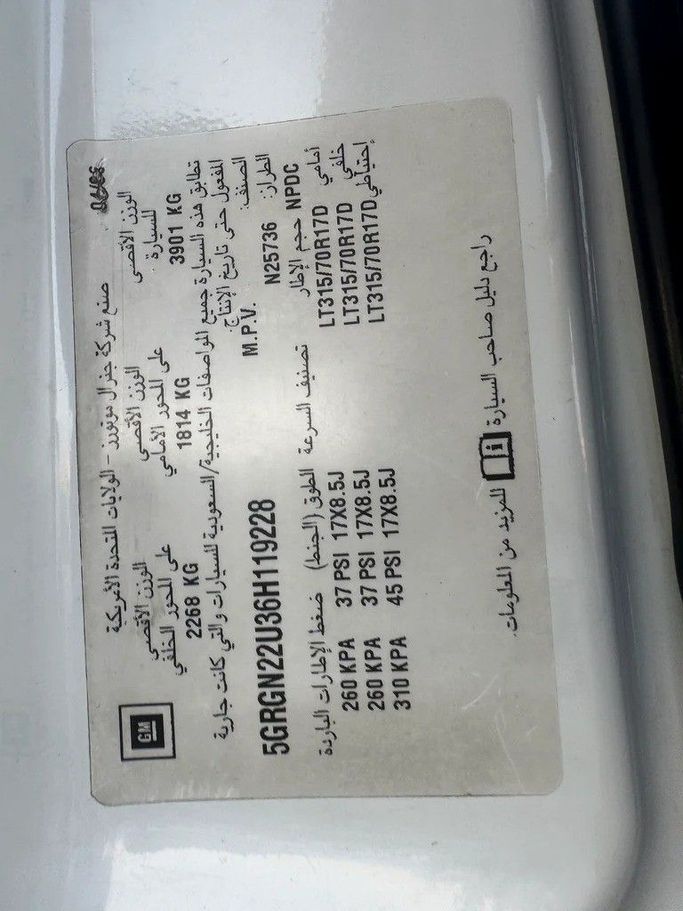 GM
صنع شركة جنرال موتورز - الولايات المتحدة الأمريكية
الوزن الأقصى للسيارة الوزن الأقصى على المحور الأمامي الوزن الأقصى على المحور الخلفي
3901 KG 1814 KG 2268 KG
تطابق هذه السيارة جميع المواصفات الخليجية/السعودية للسيارات والتي كانت جارية
المفعول حتى تاريخ الإنتاج.
الصنف: M.P.V.
5GRGN22U36H119228
الطراز: N25736
NPDC
حجم الإطار تصنيف السرعة الطوق (الجنط) ضغط الإطارات الباردة
أمامي LT315/70R17D 17X8.5J 260 KPA 37 PSI
خلفي LT315/70R17D 17X8.5J 260 KPA 37 PSI
إحتياطي LT315/70R17D 17X8.5J 310 KPA 45 PSI
راجع دليل صاحب السيارة للمزيد من المعلومات.